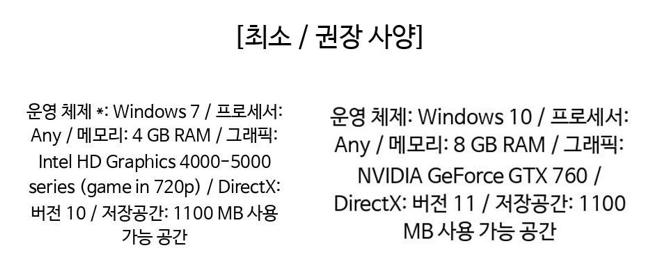 [최소 / 권장 사양]
운영 체제 *: Windows 7 / 프로세서:
Any / 메모리: 4 GB RAM / 그래픽:
Intel HD Graphics 4000-5000
series (game in 720p) / DirectX:
버전 10 / 저장공간: 1100 MB 사용
가능 공간
운영 체제: Windows 10 / 프로세서:
Any / 메모리: 8 GB RAM / 그래픽:
NVIDIA GeForce GTX 760 /
DirectX: 버전 11 / 저장공간: 1100
MB 사용 가능 공간